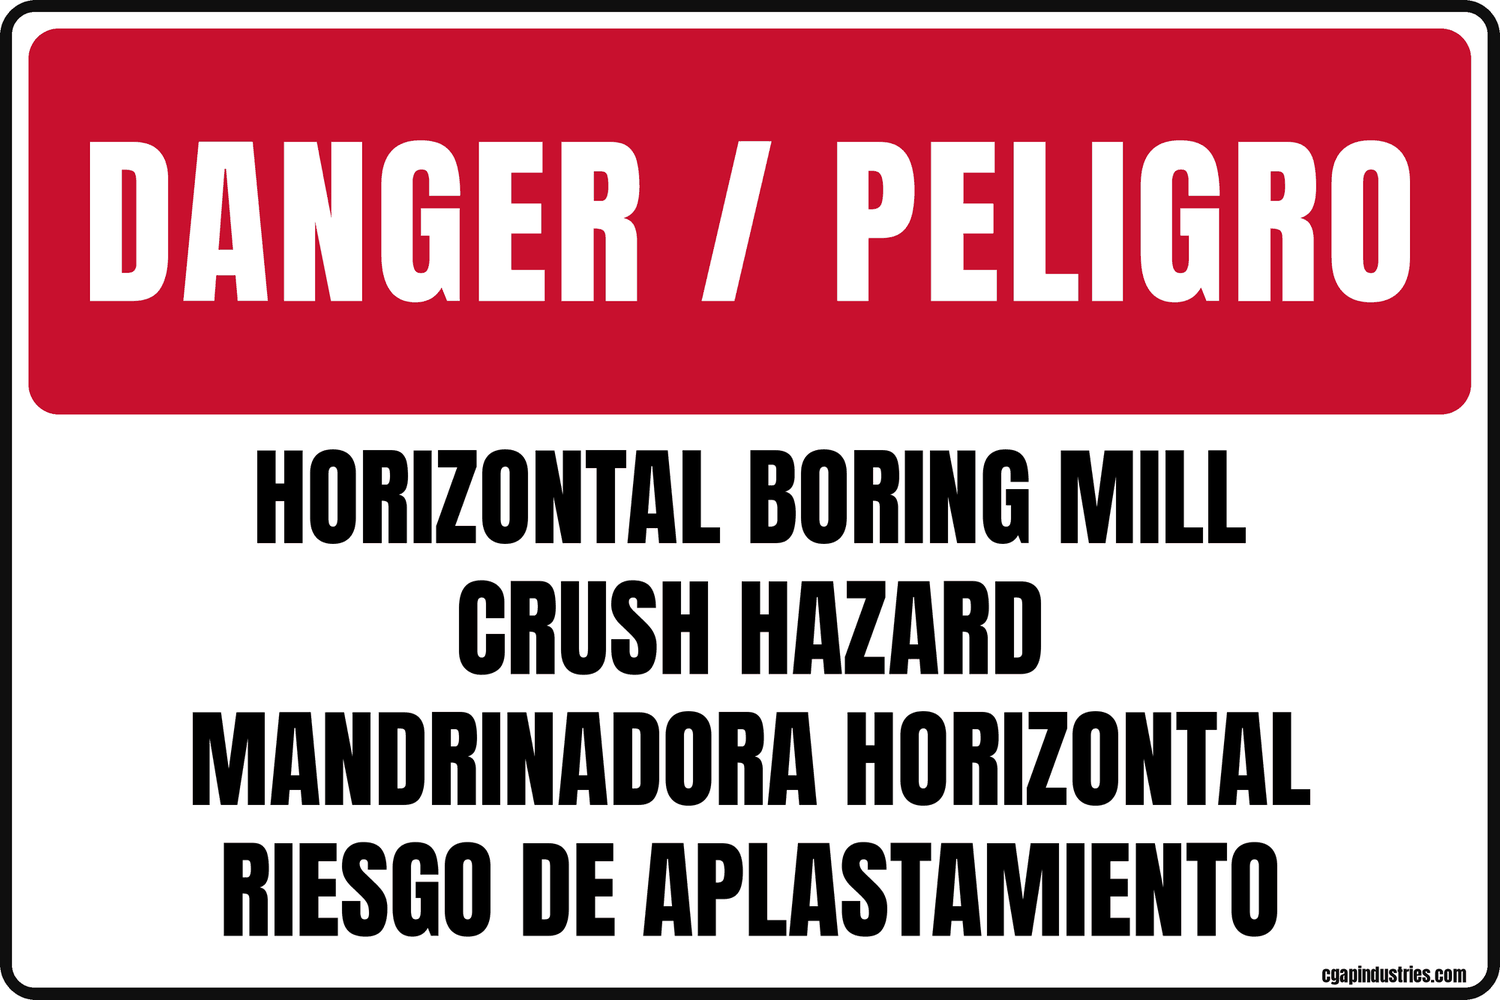 DANGER / PELIGRO
HORIZONTAL BORING MILL
CRUSH HAZARD
MANDRINADORA HORIZONTAL
RIESGO DE APLASTAMIENTO
cgapindustries.com